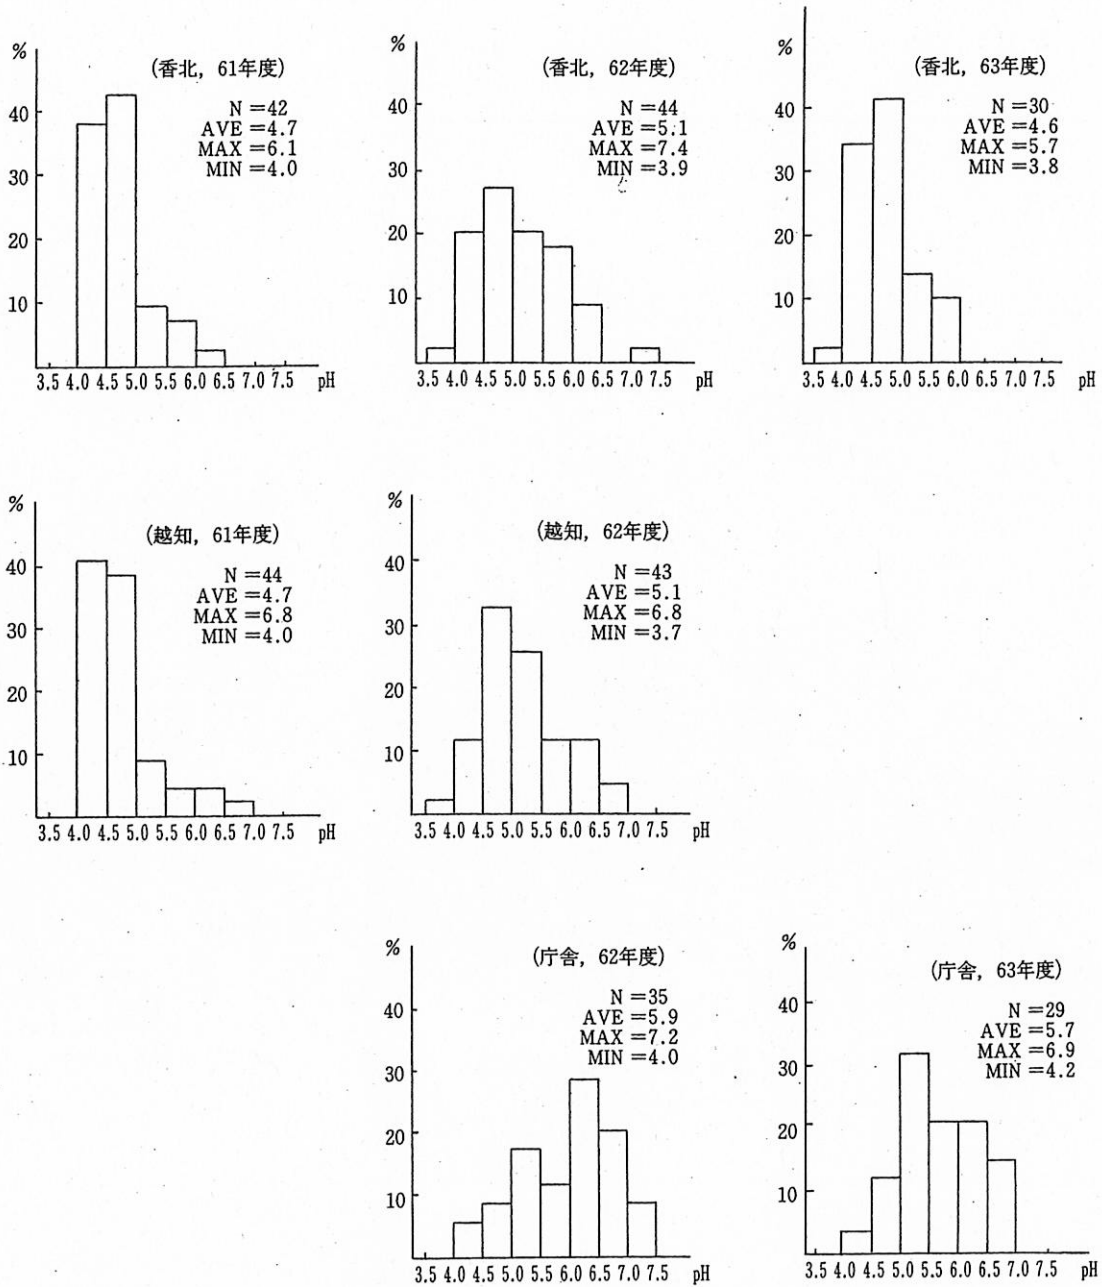 %
(香北, 61年度)
N =42
AVE =4.7
MAX =6.1
MIN =4.0
40
30
20
10
3.5 4.0 4.5 5.0 5.5 6.0 7.0 7.5 pH
%
(香北, 62年度)
N =44
AVE =5.1
MAX =7.4
MIN =3.9
40
30
20
10
3.5 4.0 4.5 5.0 5.5 6.0 7.0 7.5 pH
%
(香北, 63年度)
N =30
AVE =4.6
MAX =5.7
MIN =3.8
40
30
20
10
3.5 4.0 4.5 5.0 5.5 6.0 7.0 7.5 pH
%
(越知, 61年度)
N =44
AVE =4.7
MAX =6.8
MIN =4.0
40
30
20
10
3.5 4.0 4.5 5.0 5.5 6.0 6.5 7.0 7.5 pH
%
(越知, 62年度)
N =43
AVE =5.1
MAX =6.8
MIN =3.7
40
30
20
10
3.5 4.0 4.5 5.0 5.5 6.0 6.5 7.0 7.5 pH
%
(庁舎, 62年度)
N =35
AVE =5.9
MAX =7.2
MIN =4.0
40
30
20
10
3.5 4.0 4.5 5.0 5.5 6.0 6.5 7.0 7.5 pH
%
(庁舎, 63年度)
N =29
AVE =5.7
MAX =6.9
MIN =4.2
40
30
20
10
3.5 4.0 4.5 5.0 5.5 6.0 6.5 7.0 7.5 pH